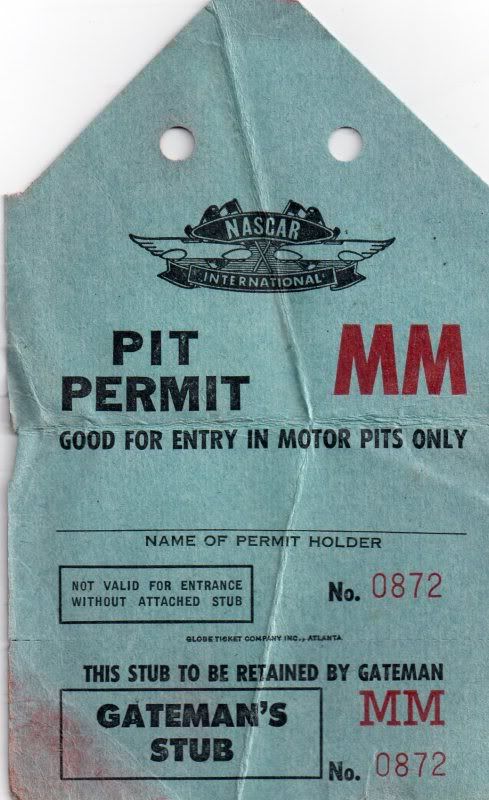 NASCAR
INTERNATIONAL
PIT
PERMIT
MM
GOOD FOR ENTRY IN MOTOR PITS ONLY
NAME OF PERMIT HOLDER
NOT VALID FOR ENTRANCE
WITHOUT ATTACHED STUB
No. 0872
GLOBE TICKET COMPANY INC., ATLANTA
THIS STUB TO BE RETAINED BY GATEMAN
GATEMAN'S
STUB
MM
No. 0872